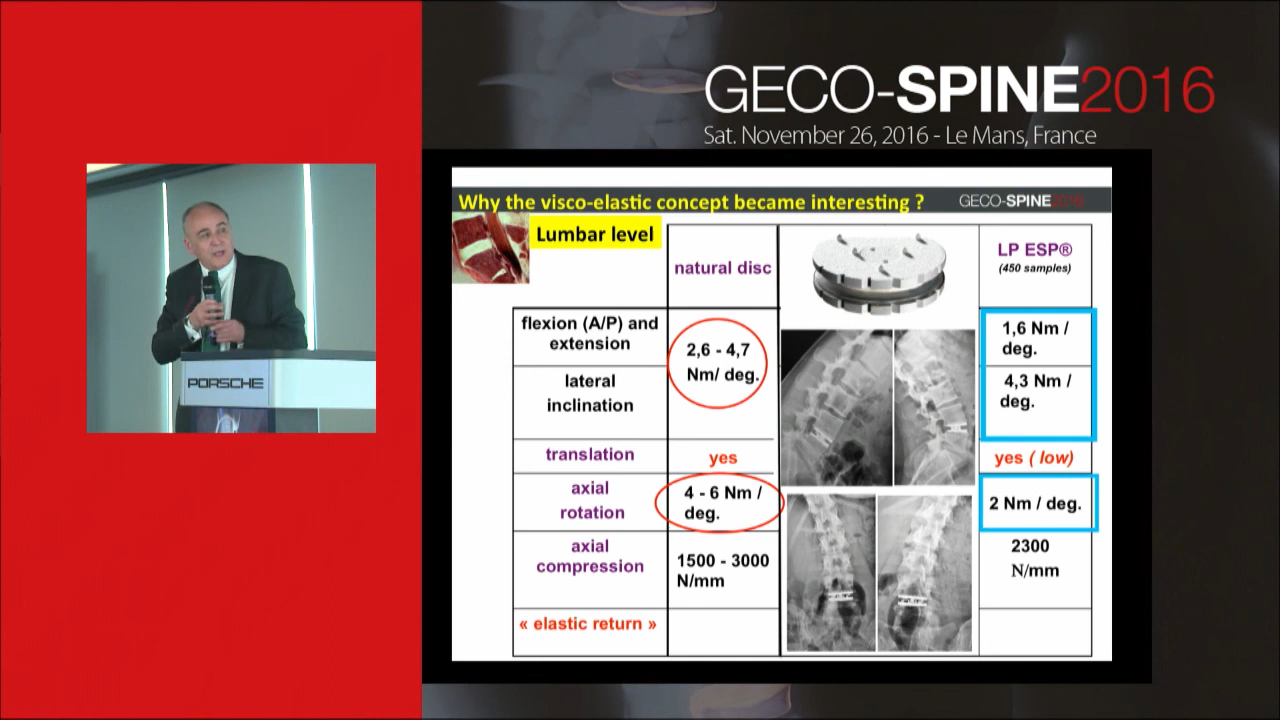 GECO-SPINE2016
Sat. November 26, 2016 - Le Mans, France
PORSCHE
Why the visco-elastic concept became interesting ?
GECO-SPINE2016
Lumbar level
natural disc
LP ESP®
(450 samples)
flexion (A/P) and
extension
2,6 - 4,7
Nm/ deg.
1,6 Nm /
deg.
lateral
inclination
4,3 Nm /
deg.
translation
yes
yes ( low)
axial
rotation
4 - 6 Nm /
deg.
2 Nm / deg.
axial
compression
1500 - 3000
N/mm
2300
N/mm
« elastic return »